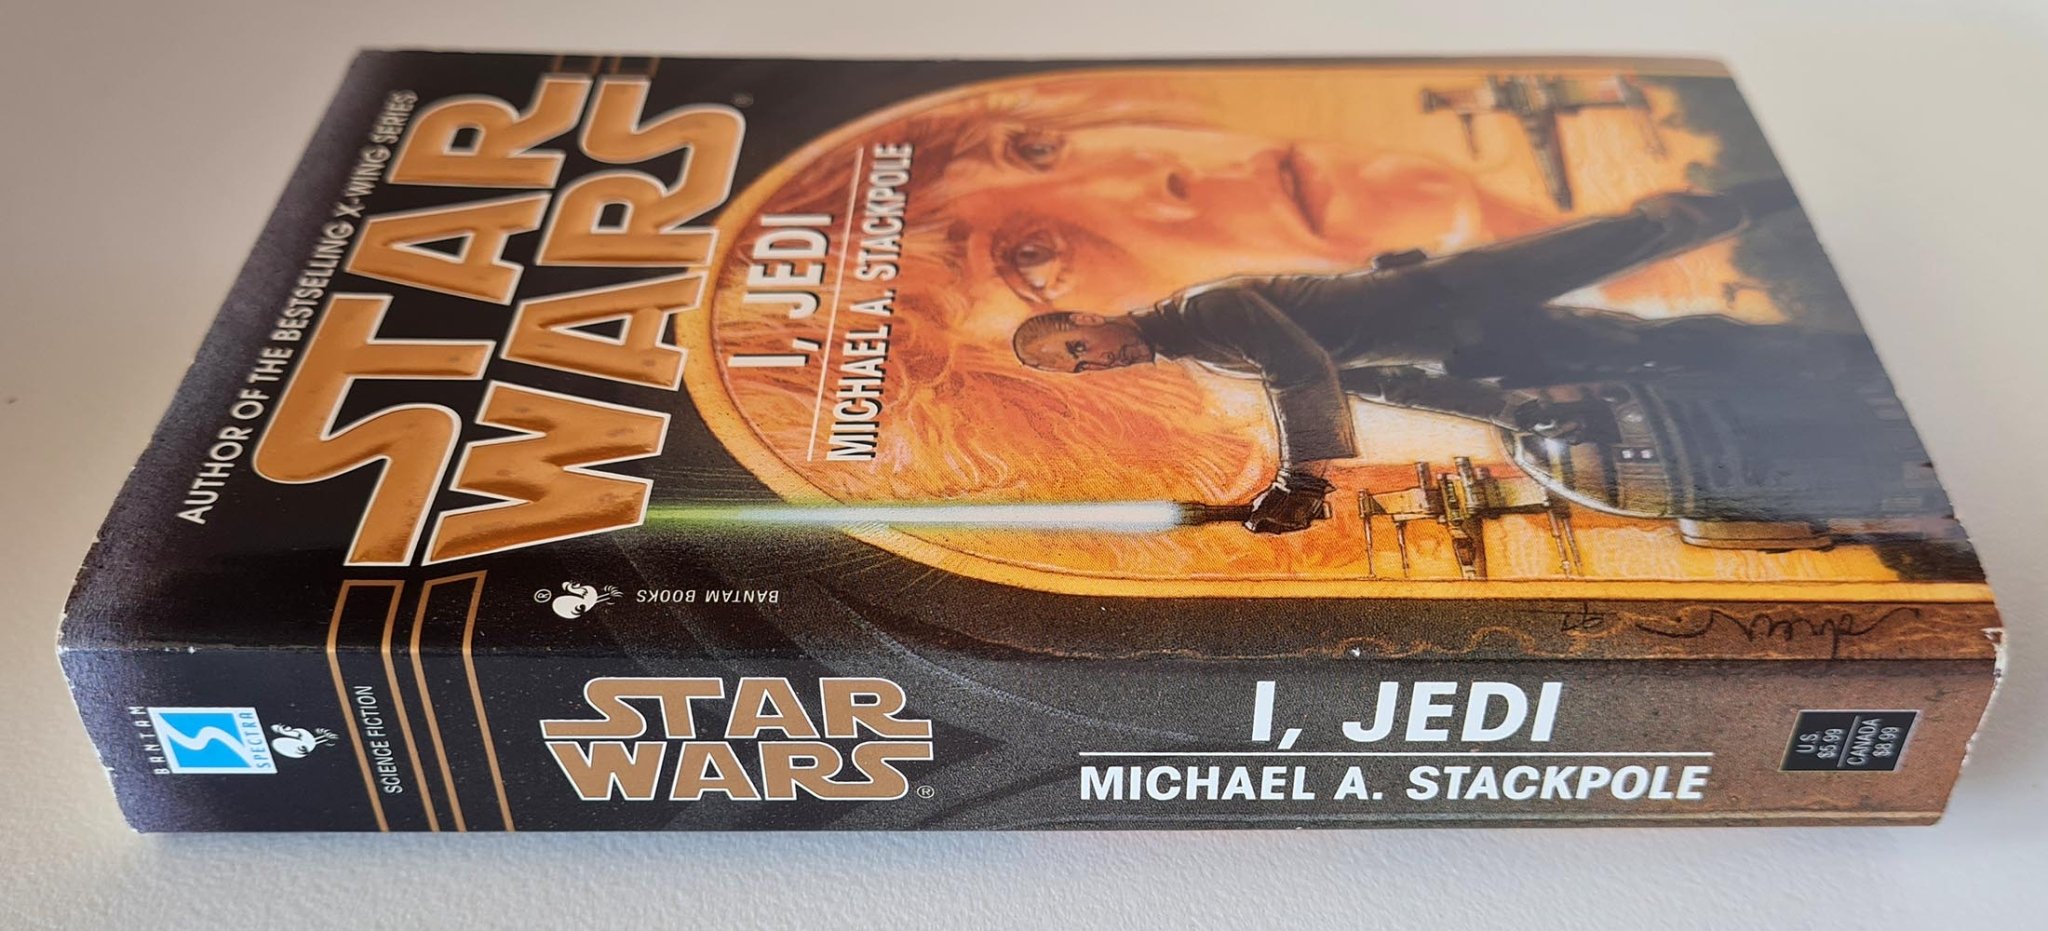 AUTHOR OF THE BESTSELLING X-WING SERIES
STAR
WARS®
I, JEDI
MICHAEL A. STACKPOLE
BANTAM BOOKS
®
97
BANTAM
S
SPECTRA
SCIENCE FICTION
STAR
WARS®
I, JEDI
MICHAEL A. STACKPOLE
U.S.
$5.99
CANADA
$8.99